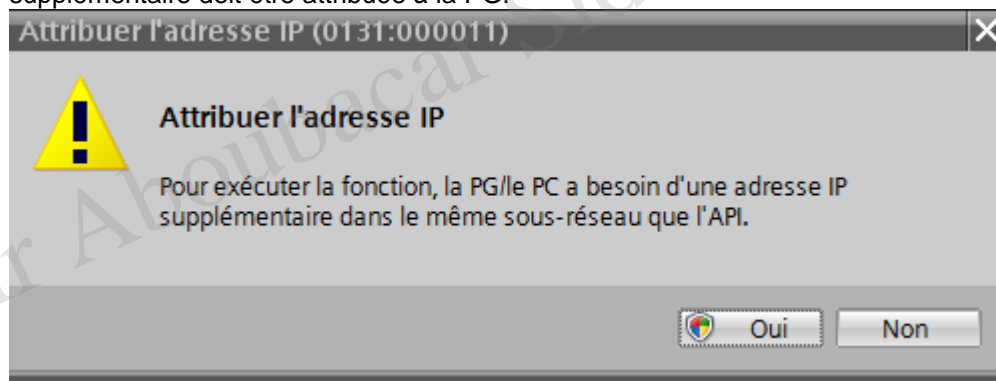 supplémentaire doit être attribuée à la PG.
Attribuer l'adresse IP (0131:000011)
Attribuer l'adresse IP
Pour exécuter la fonction, la PG/le PC a besoin d'une adresse IP
supplémentaire dans le même sous-réseau que l'API.
Oui Non
Aboubacar